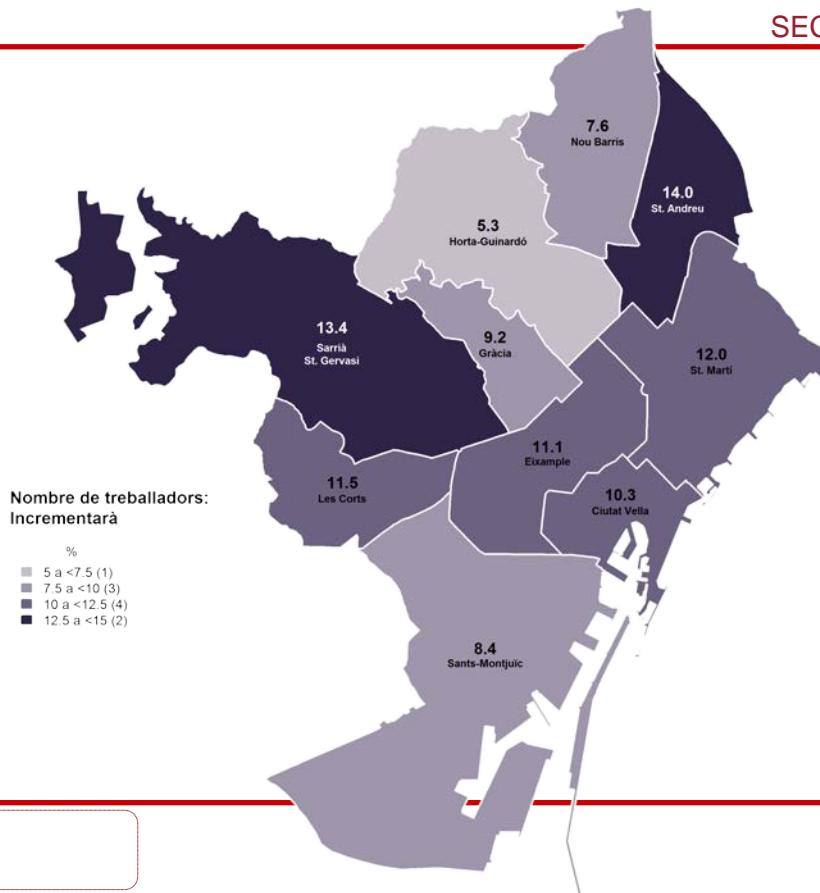 SEC
7.6
Nou Barris
14.0
St. Andreu
5.3
Horta-Guinardó
13.4
Sarrià
St. Gervasi
9.2
Gràcia
12.0
St. Martí
11.1
Eixample
11.5
Les Corts
10.3
Ciutat Vella
Nombre de treballadors:
Incrementarà
%
5 a <7.5 (1)
7.5 a <10 (3)
10 a <12.5 (4)
12.5 a <15 (2)
8.4
Sants-Montjuïc